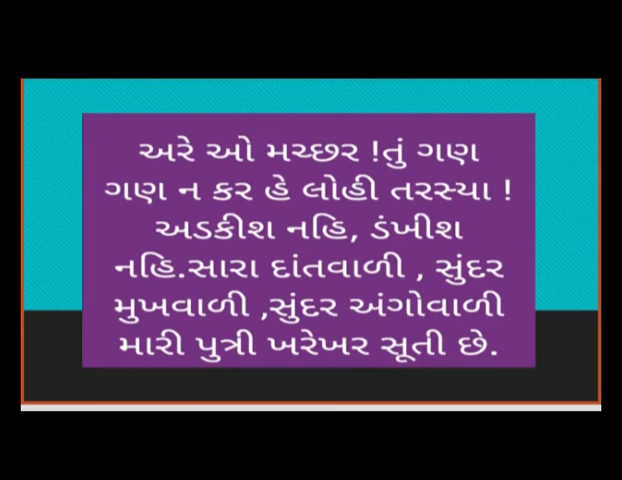 અરે ઓ મચ્છર !તું ગણ
ગણ ન કર હે લોહી તરસ્યા !
અડકીશ નહિ, ડંખીશ
નહિ.સારા દાંતવાળી , સુંદર
મુખવાળી ,સુંદર અંગોવાળી
મારી પુત્રી ખરેખર સૂતી છે.